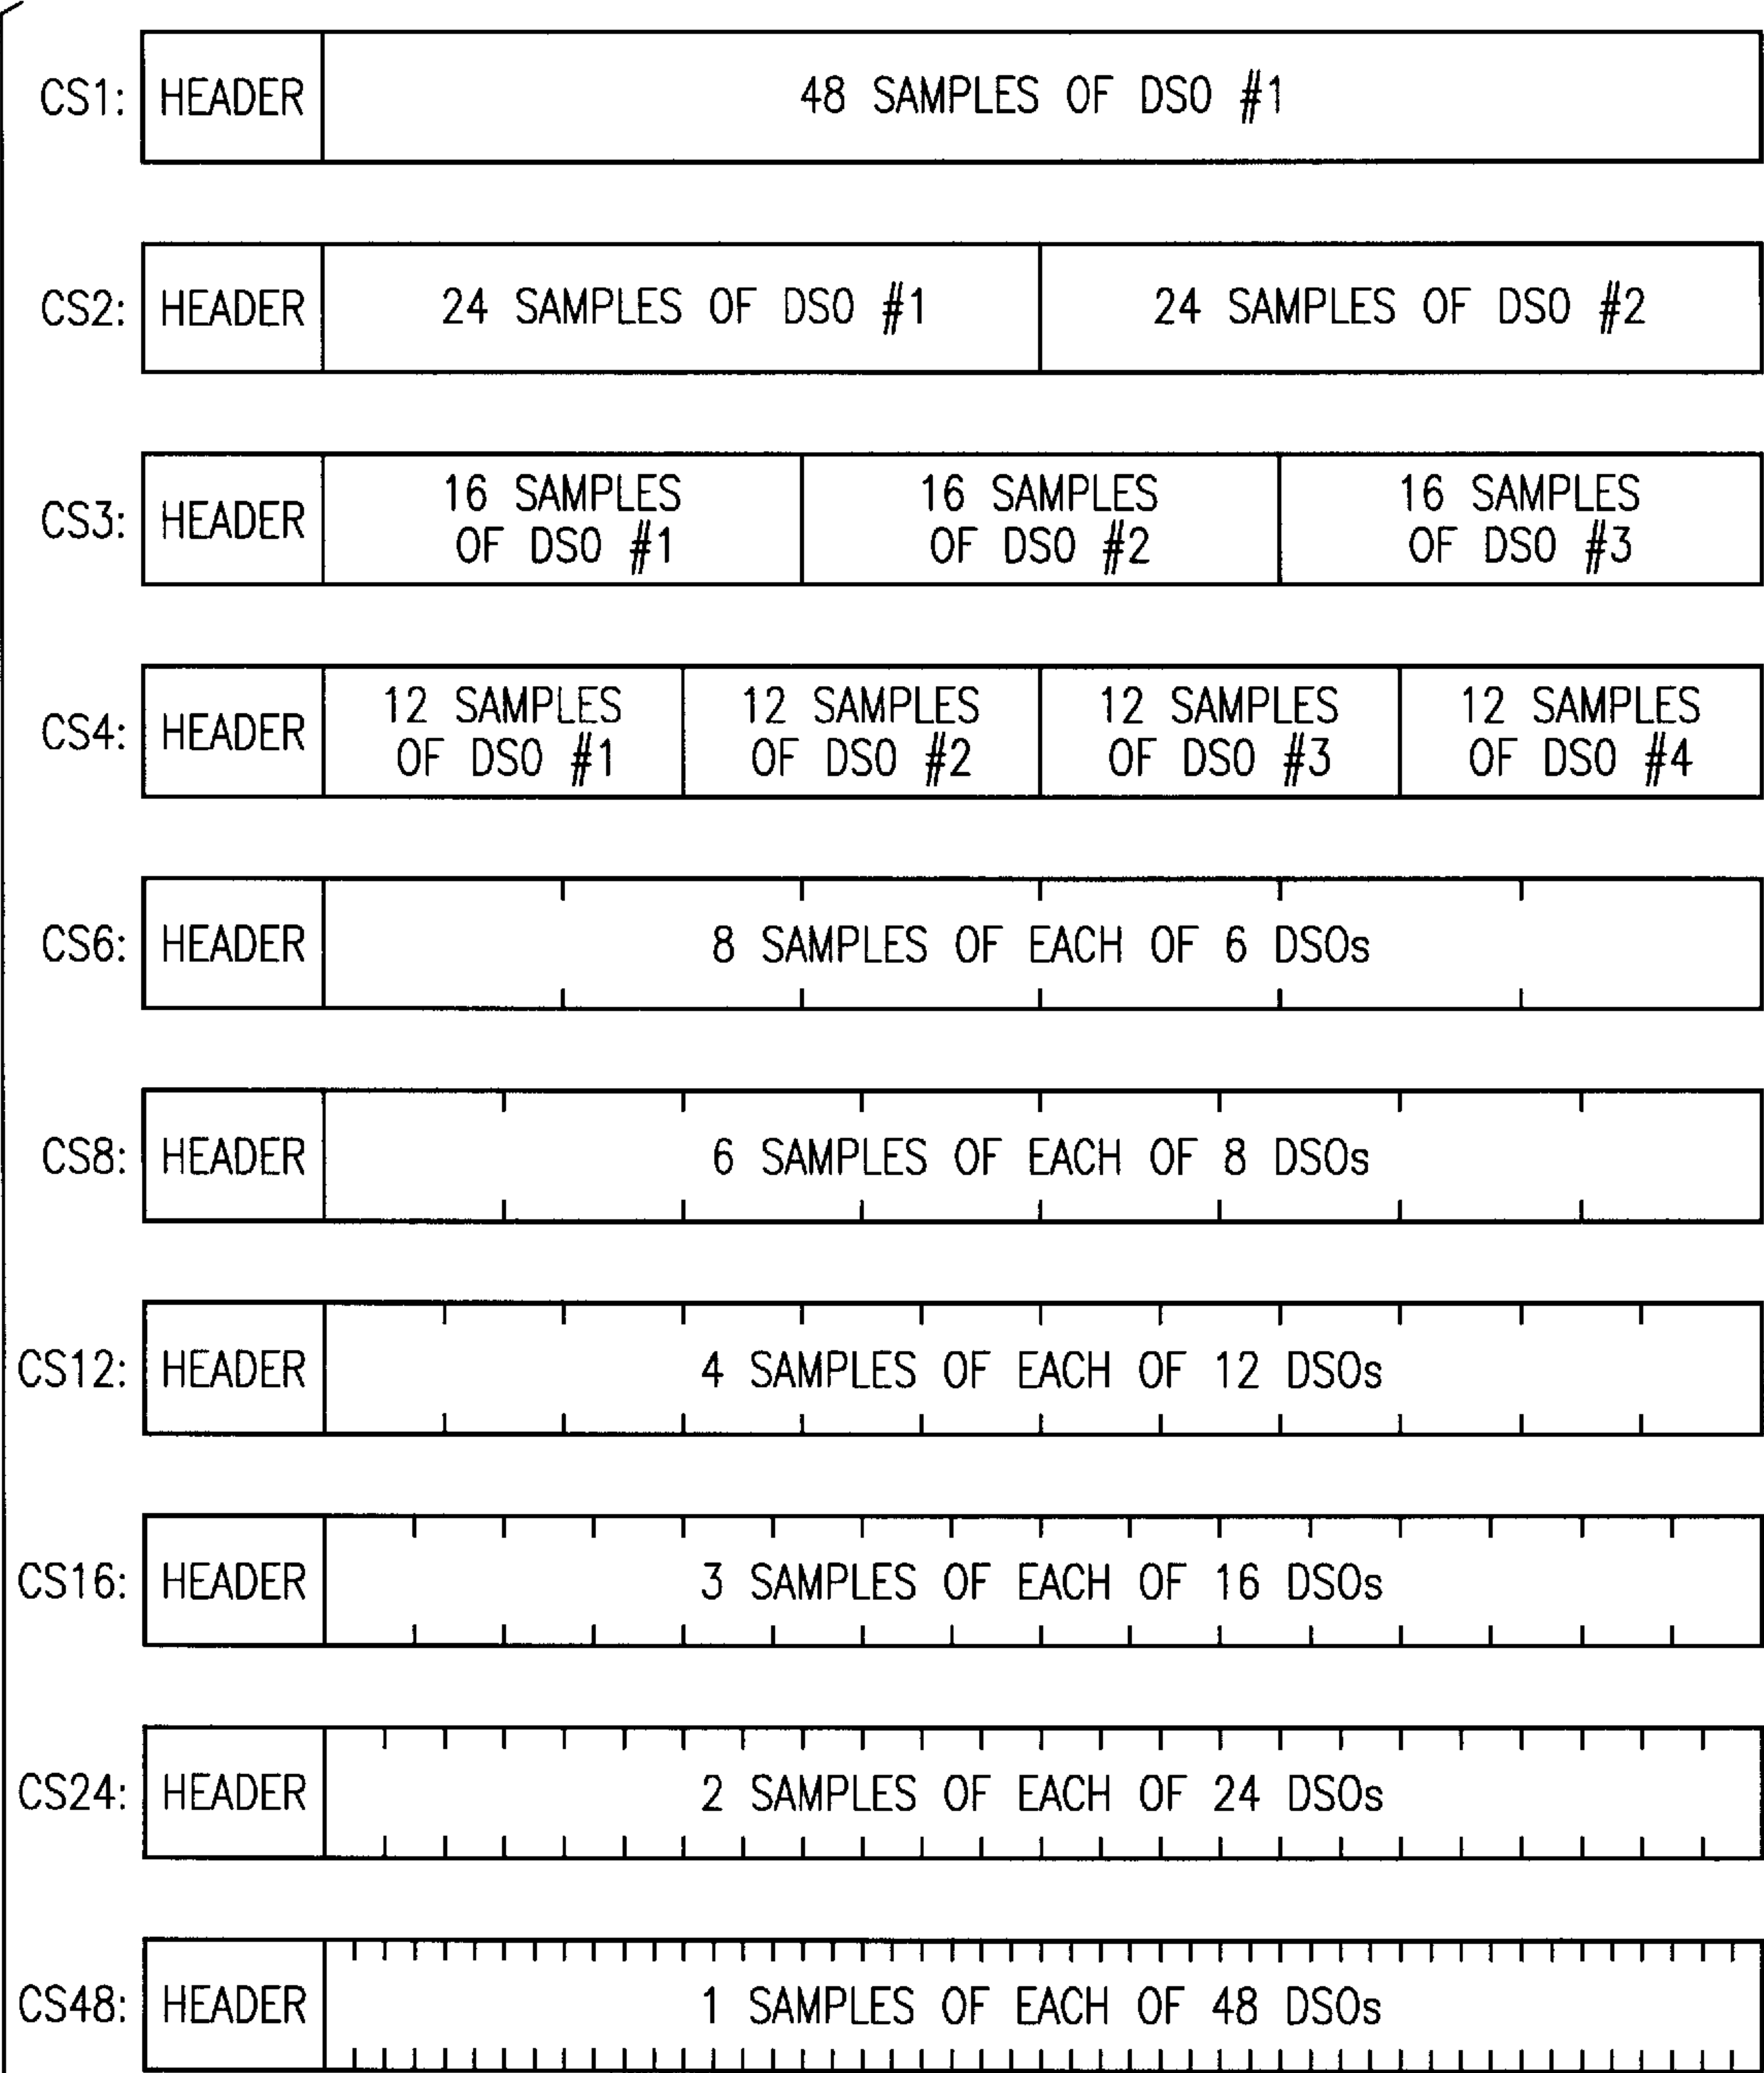 CS1: HEADER 48 SAMPLES OF DS0 #1
CS2: HEADER 24 SAMPLES OF DS0 #1 24 SAMPLES OF DS0 #2
CS3: HEADER 16 SAMPLES OF DS0 #1 16 SAMPLES OF DS0 #2 16 SAMPLES OF DS0 #3
CS4: HEADER 12 SAMPLES OF DS0 #1 12 SAMPLES OF DS0 #2 12 SAMPLES OF DS0 #3 12 SAMPLES OF DS0 #4
CS6: HEADER 8 SAMPLES OF EACH OF 6 DS0s
CS8: HEADER 6 SAMPLES OF EACH OF 8 DS0s
CS12: HEADER 4 SAMPLES OF EACH OF 12 DS0s
CS16: HEADER 3 SAMPLES OF EACH OF 16 DS0s
CS24: HEADER 2 SAMPLES OF EACH OF 24 DS0s
CS48: HEADER 1 SAMPLES OF EACH OF 48 DS0s